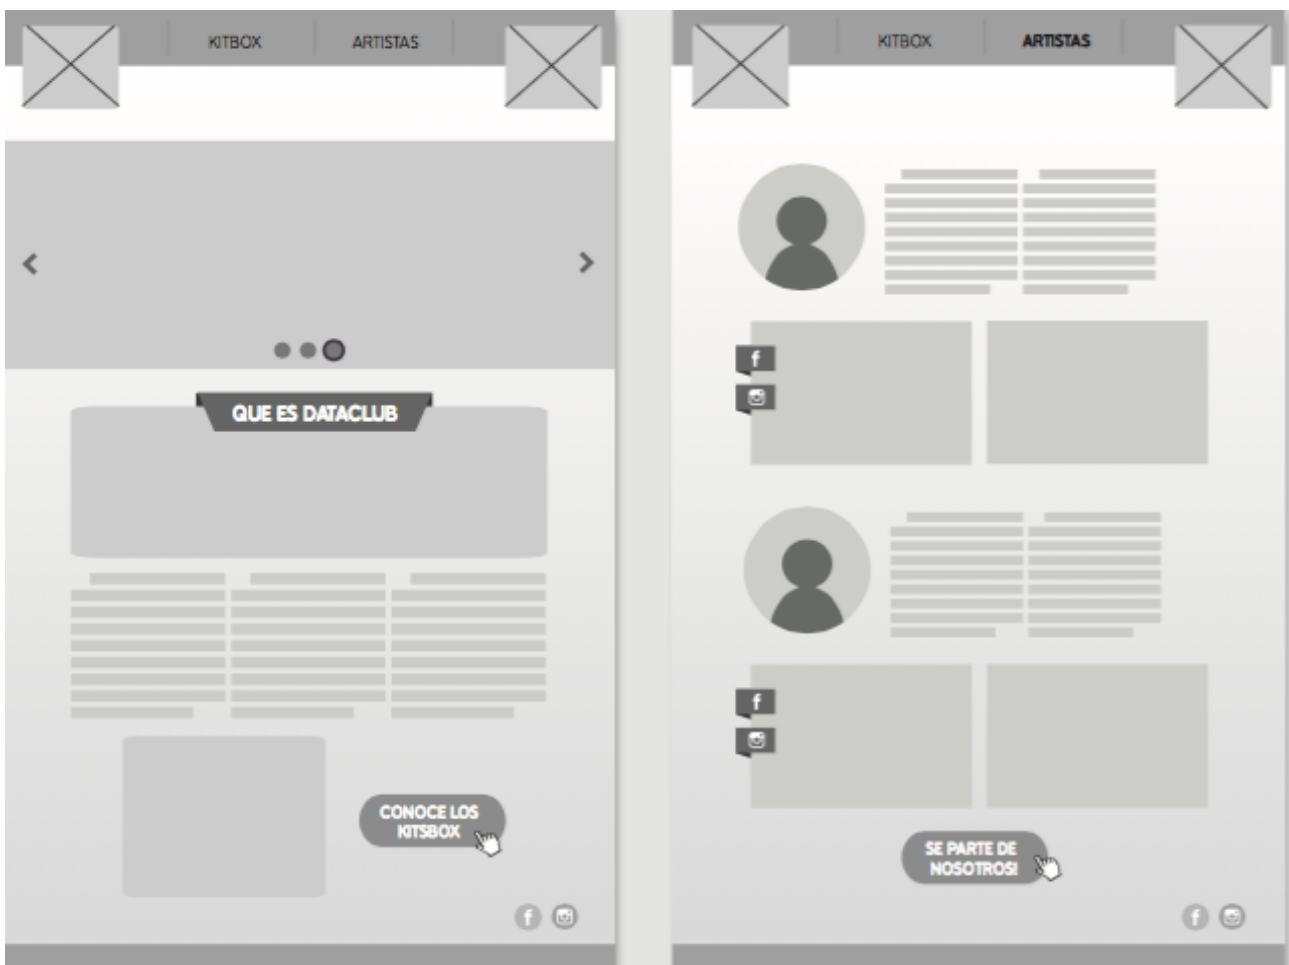 KITBOX
ARTISTAS
QUE ES DATACLUB
CONOCE LOS
KITSBOX
f
KITBOX
ARTISTAS
f
f
SE PARTE DE
NOSOTROS!
f